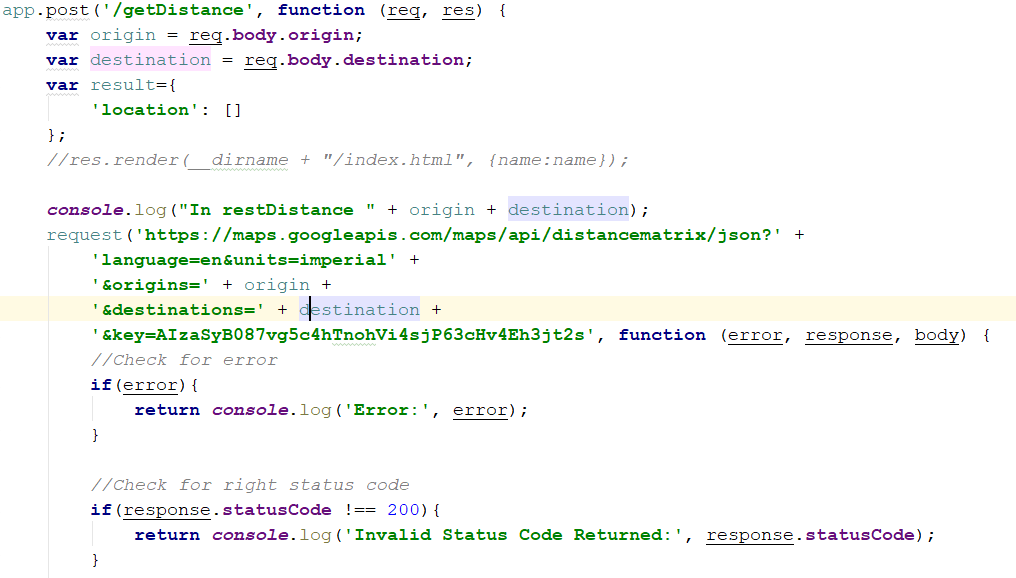 app.post('/getDistance', function (req, res) {
    var origin = req.body.origin;
    var destination = req.body.destination;
    var result={
        'location': []
    };
    //res.render(__dirname + "/index.html", {name:name});
    console.log("In restDistance " + origin + destination);
    request('https://maps.googleapis.com/maps/api/distancematrix/json?' +
        'language=en&units=imperial' +
        '&origins=' + origin +
        '&destinations=' + destination +
        '&key=AIzaSyB087vg5c4hTnohVi4sjP63cHv4Eh3jt2s', function (error, response, body) {
        //Check for error
        if(error){
            return console.log('Error:', error);
        }
        //Check for right status code
        if(response.statusCode !== 200){
            return console.log('Invalid Status Code Returned:', response.statusCode);
        }